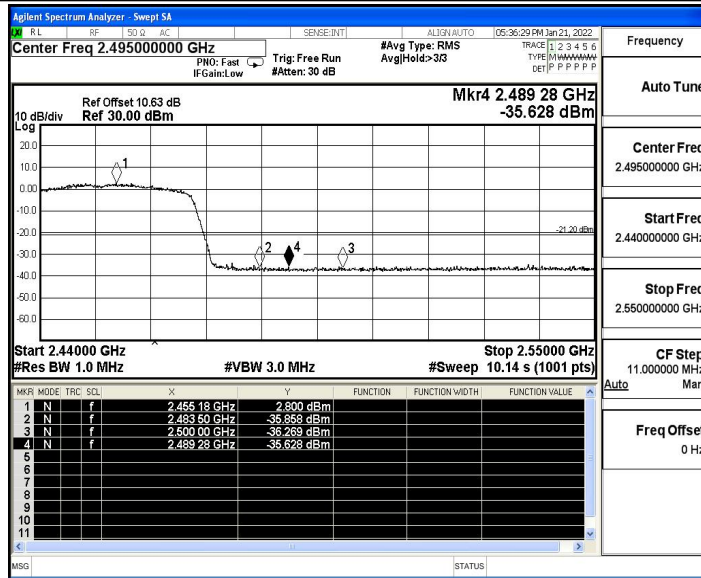 Agilent Spectrum Analyzer - Swept SA
LXI RL RF 50 Ω AC SENSE:INT ALIGN AUTO 05:36:29 PM Jan 21, 2022
Center Freq 2.495000000 GHz
PNO: Fast
IFGain:Low
Trig: Free Run
#Atten: 30 dB
#Avg Type: RMS
Avg|Hold:>3/3
TRACE 1 2 3 4 5 6
TYPE M
DET P P P P P P
Ref Offset 10.63 dB
10 dB/div Ref 30.00 dBm
Log
Mkr4 2.489 28 GHz
-35.628 dBm
20.0
10.0
0.00
-10.0
-20.0
-30.0
-40.0
-50.0
-60.0
1
2
4
3
-21.20 dBm
Start 2.44000 GHz Stop 2.55000 GHz
#Res BW 1.0 MHz #VBW 3.0 MHz #Sweep 10.14 s (1001 pts)
MKR MODE TRC SCL X Y FUNCTION FUNCTION WIDTH FUNCTION VALUE
1 N f 2.455 18 GHz 2.800 dBm
2 N f 2.483 50 GHz -35.858 dBm
3 N f 2.500 00 GHz -36.269 dBm
4 N f 2.489 28 GHz -35.628 dBm
5
6
7
8
9
10
11
MSG STATUS
Frequency
Auto Tune
Center Freq
2.495000000 GHz
Start Freq
2.440000000 GHz
Stop Freq
2.550000000 GHz
CF Step
11.000000 MHz
Auto Man
Freq Offset
0 Hz